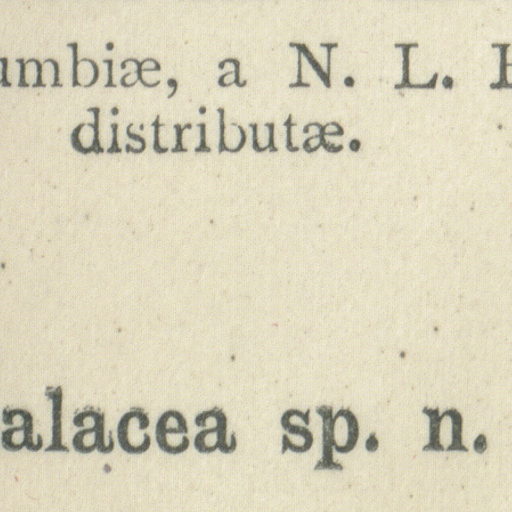 umbiæ, a N. L.
distributæ.
alacea sp. n.